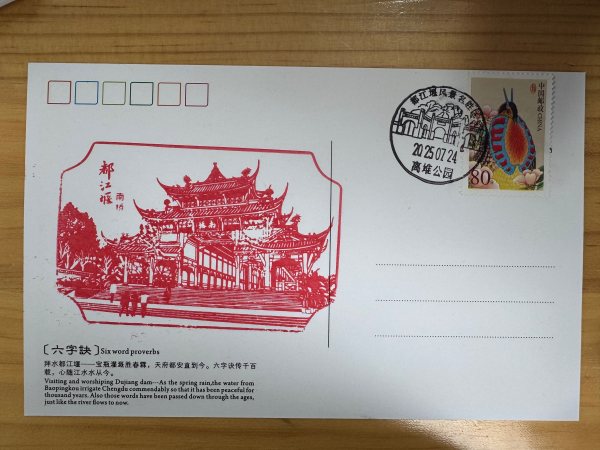 都江堰风景名胜
2025.07.24
离堆公园
中国邮政
CHINA
80
都江堰
南桥
〔六字訣〕Six word proverbs
拜水都江堰——宝瓶灌溉胜春霖，天府都安直到今。六字诀传千百
载，心随江水水从今。
Visiting and worshiping Dujiang dam---As the spring rain,the water from
Baopingkou irrigate Chengdu commendably so that it has been peaceful for
thousand years. Also those words have been passed down through the ages,
just like the river flows to now.